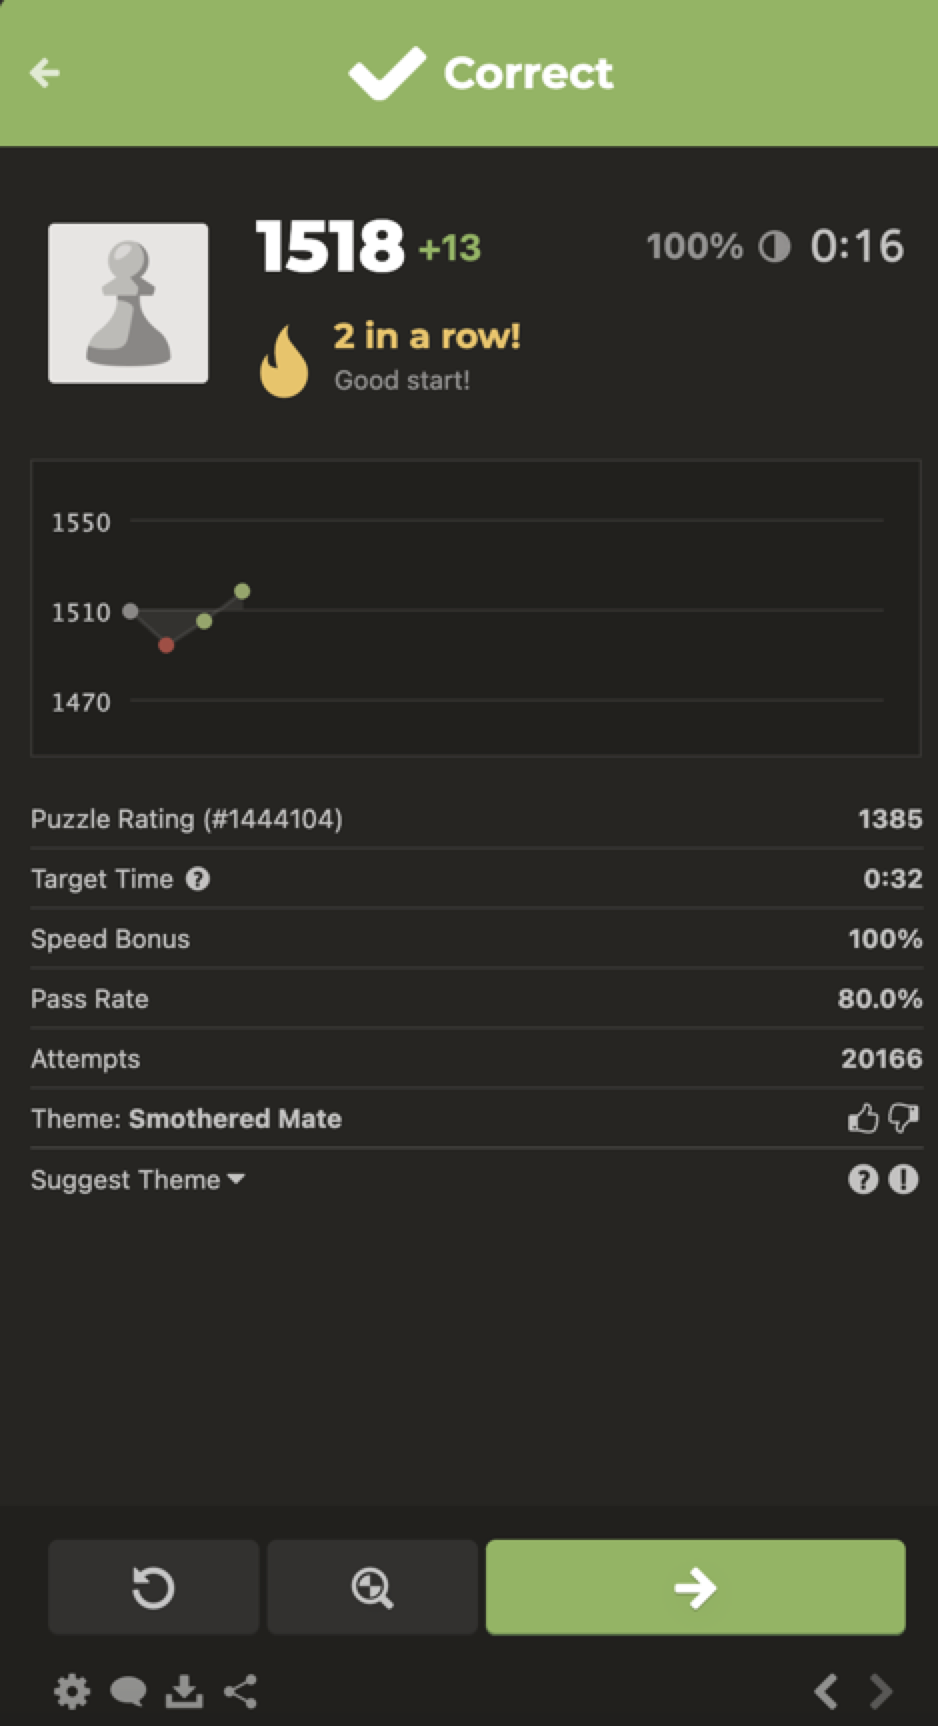 Correct
1518 +13
100% 0:16
2 in a row!
Good start!
1550
1510
1470
Puzzle Rating (#1444104) 1385
Target Time ? 0:32
Speed Bonus 100%
Pass Rate 80.0%
Attempts 20166
Theme: Smothered Mate
Suggest Theme ? !